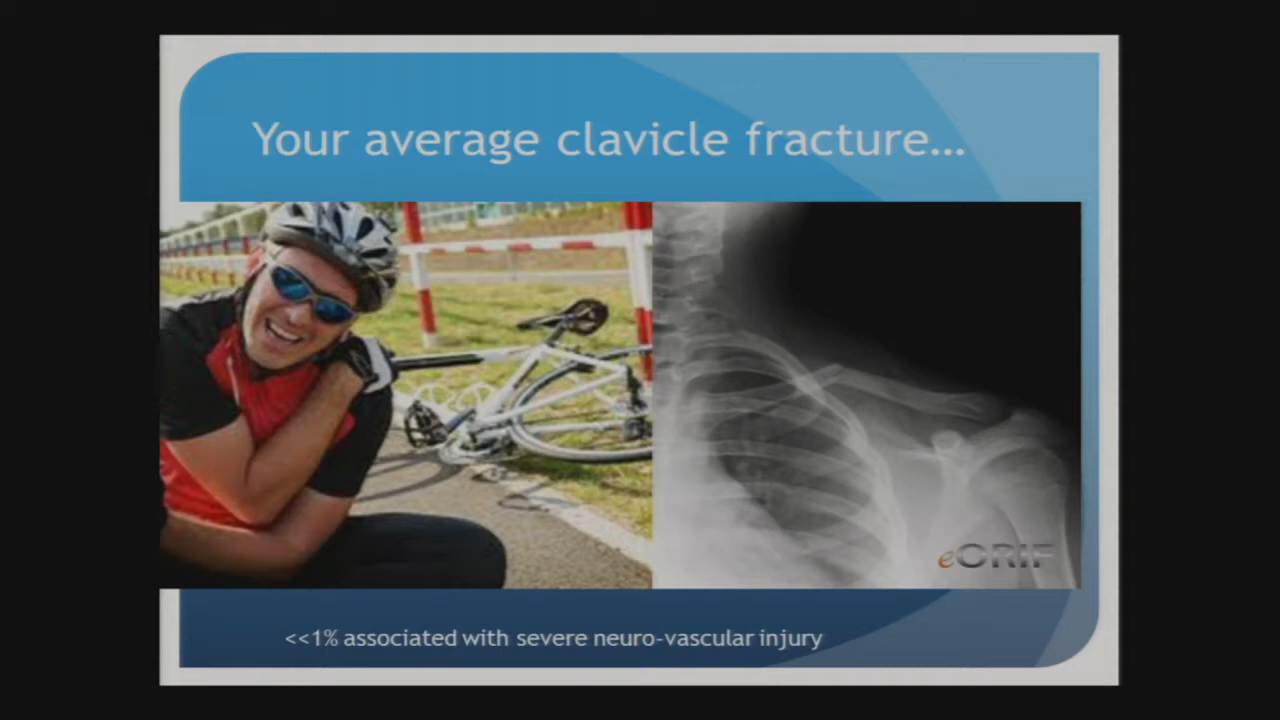 Your average clavicle fracture...
eORIF
<<1% associated with severe neuro-vascular injury